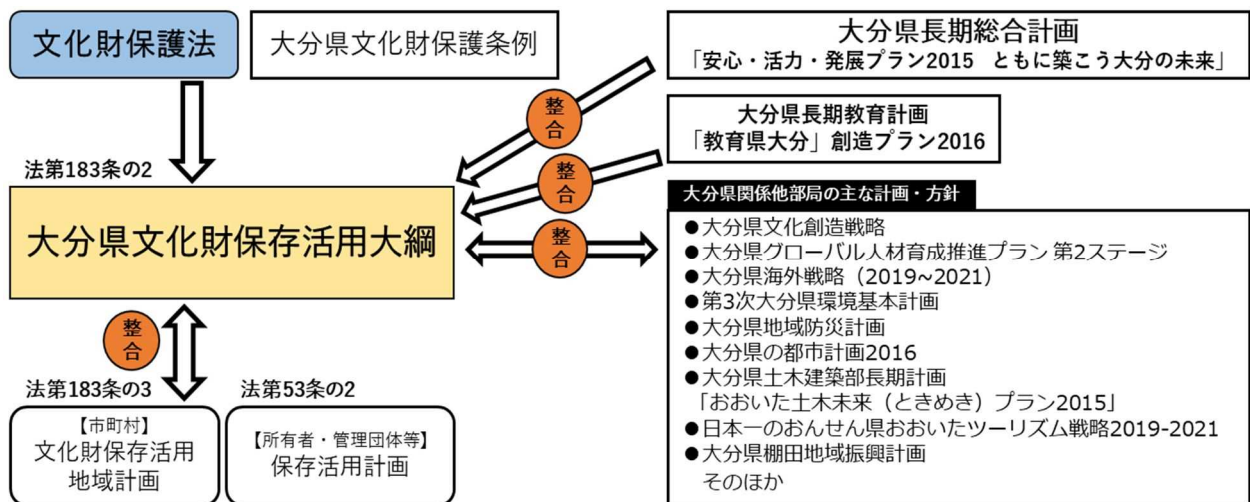 文化財保護法
大分県文化財保護条例
大分県長期総合計画
「安心・活力・発展プラン2015　ともに築こう大分の未来」
整合
大分県長期教育計画
「教育県大分」創造プラン2016
整合
法第183条の2
大分県文化財保存活用大綱
整合
大分県関係他部局の主な計画・方針
●大分県文化創造戦略
●大分県グローバル人材育成推進プラン 第2ステージ
●大分県海外戦略（2019~2021）
●第3次大分県環境基本計画
●大分県地域防災計画
●大分県の都市計画2016
●大分県土木建築部長期計画
「おおいた土木未来（ときめき）プラン2015」
●日本一のおんせん県おおいたツーリズム戦略2019-2021
●大分県棚田地域振興計画
そのほか
整合
法第183条の3
法第53条の2
【市町村】
文化財保存活用
地域計画
【所有者・管理団体等】
保存活用計画